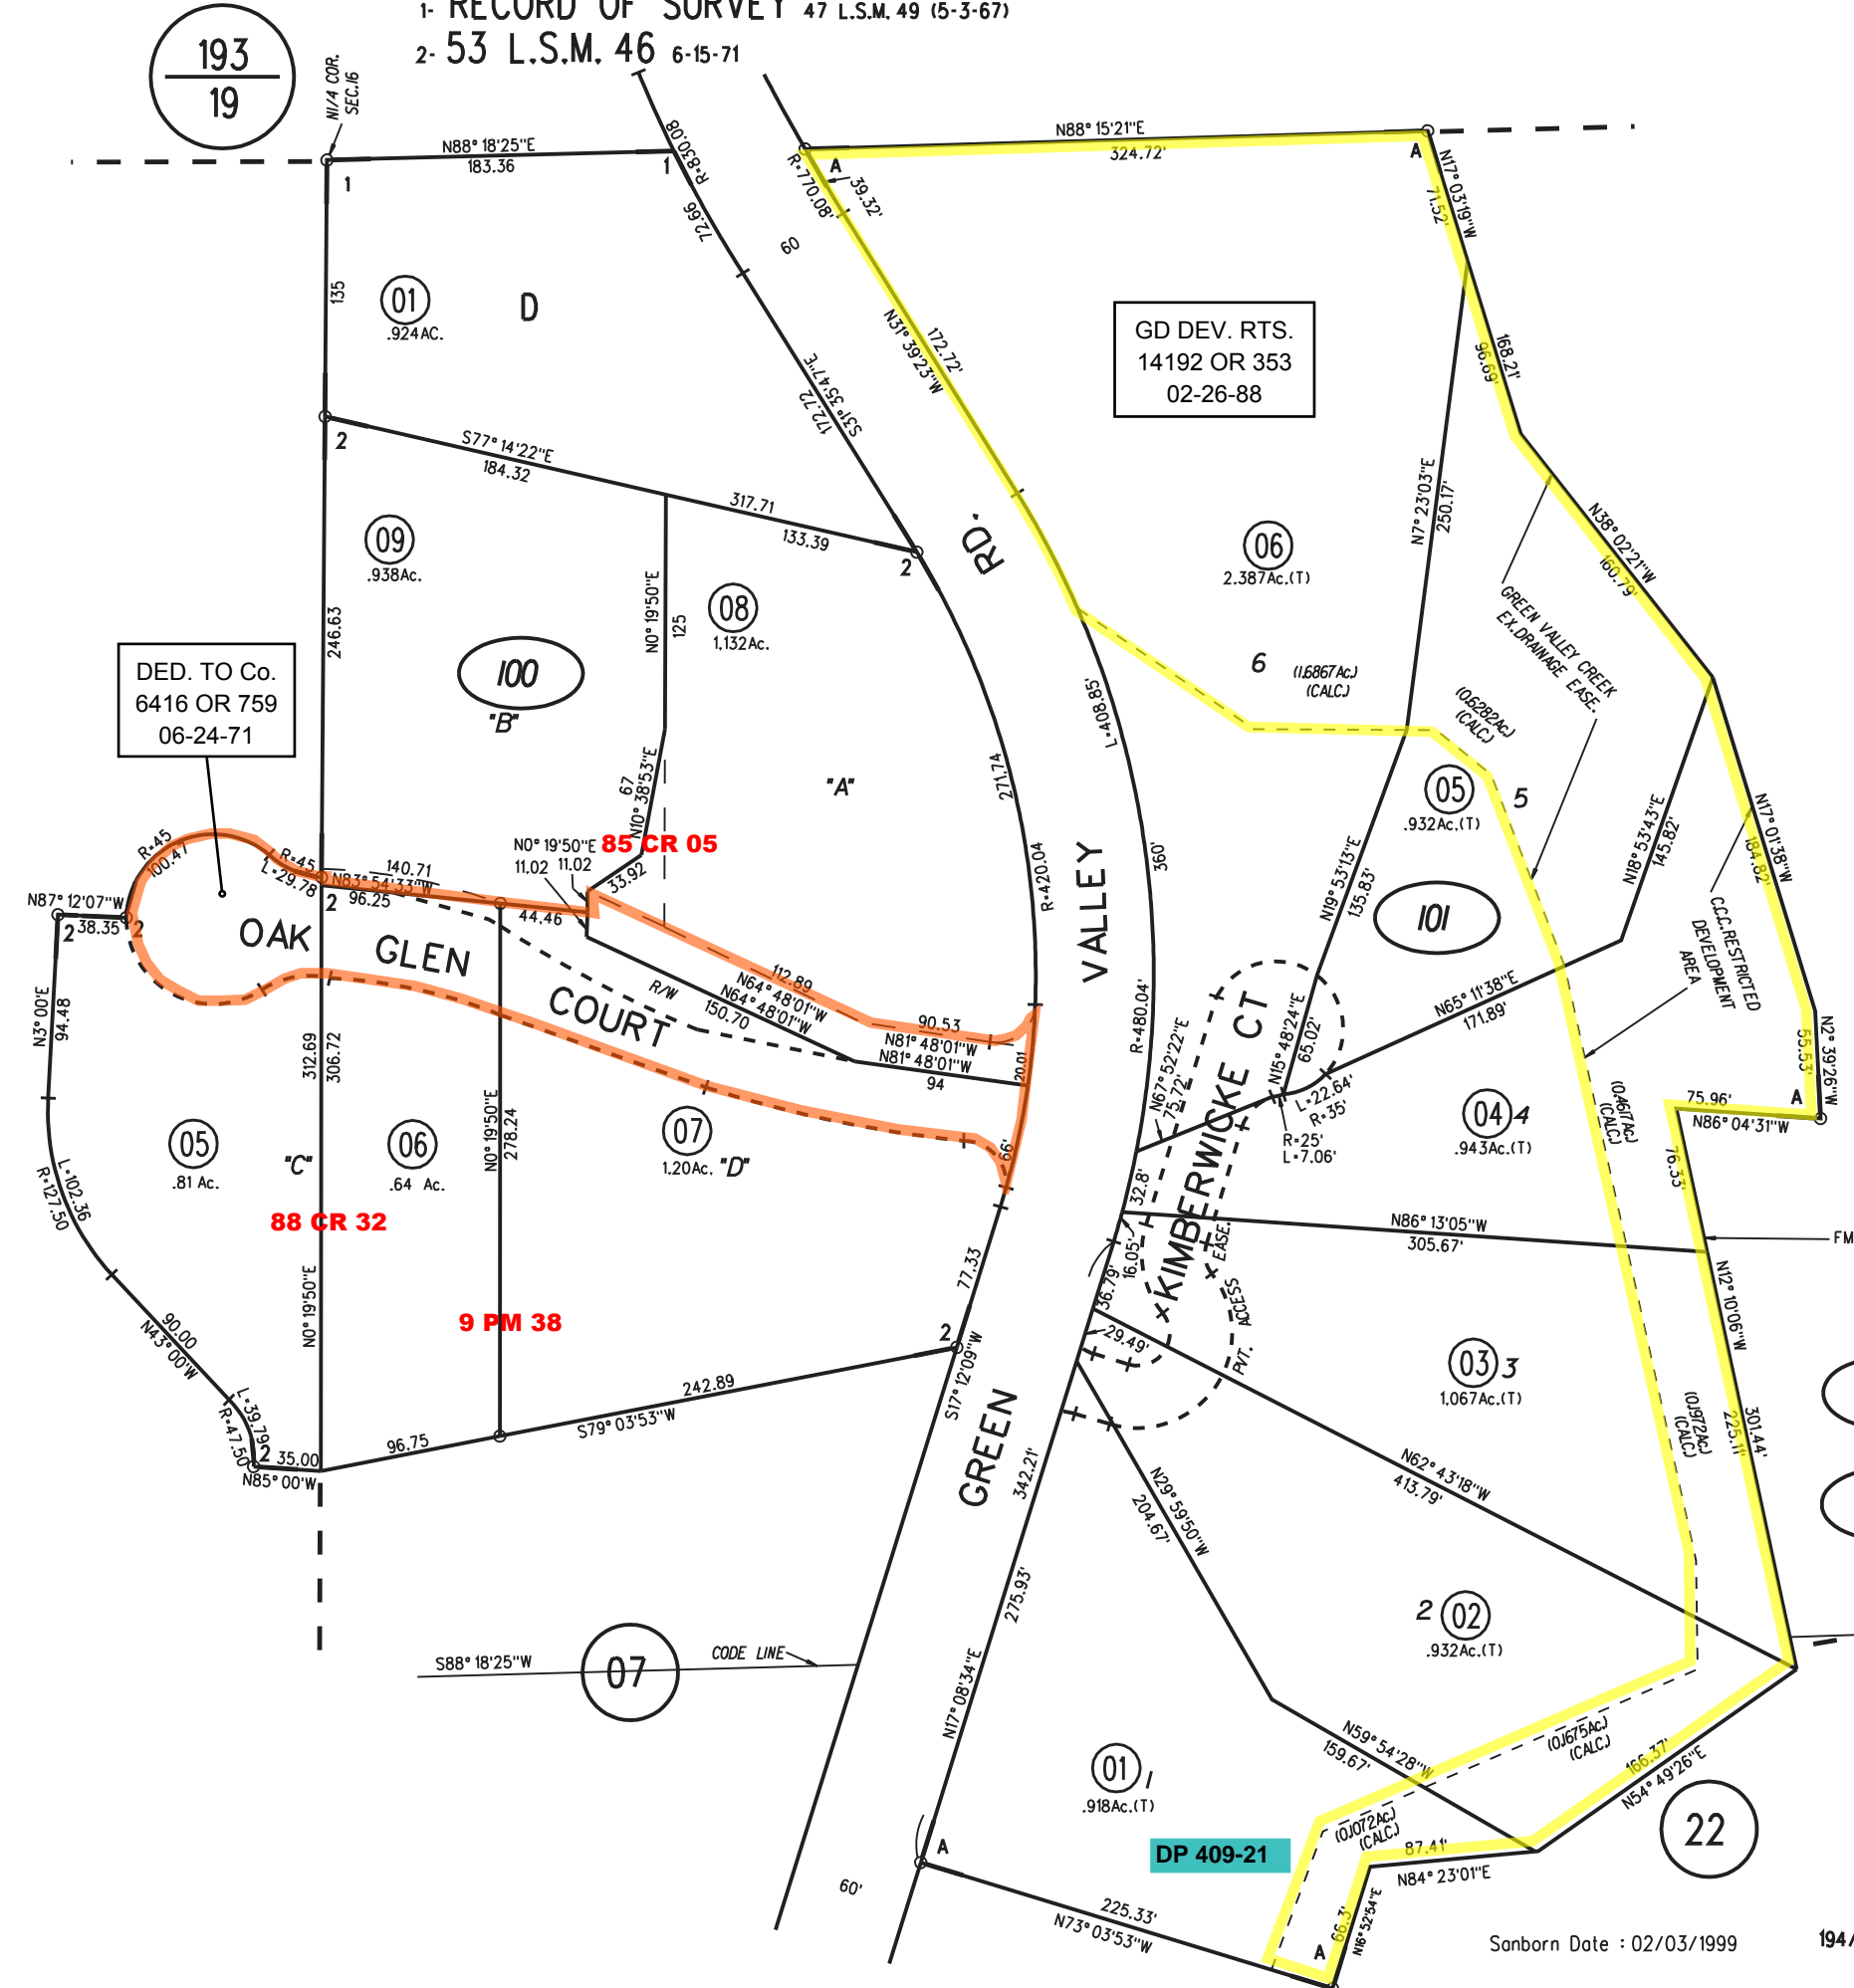 1- RECORD OF SURVEY 47 L.S.M. 49 (5-3-67)
2- 53 L.S.M. 46 6-15-71
193
19
N1/4 COR.
SEC.16
N88° 18'25"E
183.36
1
1
R=830.08
72.66
N88° 15'21"E
324.72'
A
A
R=770.08'
39.32'
60
N17° 03'19"W
71.52'
135
01
.924AC.
D
S31° 35'47"E
172.72
N31° 39'23"W
172.72'
GD DEV. RTS.
14192 OR 353
02-26-88
168.21'
96.69'
2
S77° 14'22"E
184.32
317.71
133.39
2
RD.
N7° 23'03"E
250.17'
N38° 02'21"W
160.79'
GREEN VALLEY CREEK
EX.DRAINAGE EASE.
09
.938Ac.
06
2.387Ac.(T)
08
1.132Ac.
N0° 19'50"E
125
246.63
DED. TO Co.
6416 OR 759
06-24-71
100
"B"
6
(1.6867Ac.)
(CALC.)
(0.6282Ac.)
(CALC.)
L=408.85'
271.74
"A"
67
N10° 38'53"E
05
.932Ac.(T)
5
N17° 01'38"W
184.82'
N18° 53'43"E
145.82'
85 CR 05
N0° 19'50"E
11.02
11.02
33.92
R=45
100.47
R=45
L=29.78
140.71
N83° 54'33"W
96.25
2
44.46
R=420.04
360'
VALLEY
N19° 53'13"E
135.83'
101
N87° 12'07"W
38.35
2
2
OAK GLEN COURT
R/W
112.89
N64° 48'01"W
N64° 48'01"W
150.70
90.53
N81° 48'01"W
N81° 48'01"W
94
20.01
C.C.C.RESTRICTED
DEVELOPMENT
AREA
N3° 00'E
94.48
312.69
306.72
R=480.04'
N67° 52'22"E
75.72'
KIMBERWICKE CT
N15° 48'24"E
65.02'
N65° 11'38"E
171.89'
55.53'
N2° 39'26"W
L=22.64'
R=35'
R=25'
L=7.06'
(0.4617Ac.)
(CALC.)
75.96'
A
N86° 04'31"W
76.33'
05
.81 Ac.
"C"
06
.64 Ac.
N0° 19'50"E
278.24
07
1.20Ac. "D"
66'
04 4
.943Ac.(T)
32.8'
16.05'
EASE.
N86° 13'05"W
305.67'
FM
L=102.36
R=127.50
88 CR 32
77.33
36.79'
ACCESS
PVT.
29.49'
N12° 10'06"W
9 PM 38
N0° 19'50"E
90.00
N43° 00'W
2
S17° 12'09"W
03 3
1.067Ac.(T)
(0.1972Ac.)
(CALC.)
301.44'
225.11'
242.89
S79° 03'53"W
96.75
L=39.79
R=47.50
2
35.00
N85° 00'W
GREEN
342.21'
N62° 43'18"W
413.79'
N29° 59'50"W
204.67'
275.93'
2 02
.932Ac.(T)
S88° 18'25"W
07
CODE LINE
N17° 08'34"E
N59° 54'28"W
159.67'
(0.1675Ac.)
(CALC.)
166.37'
N54° 49'26"E
01 1
.918Ac.(T)
(0.1072Ac.)
(CALC.)
22
A
DP 409-21
87.41'
N84° 23'01"E
60'
225.33'
N73° 03'53"W
66.3'
N16° 52'54"E
A
Sanborn Date : 02/03/1999
194/